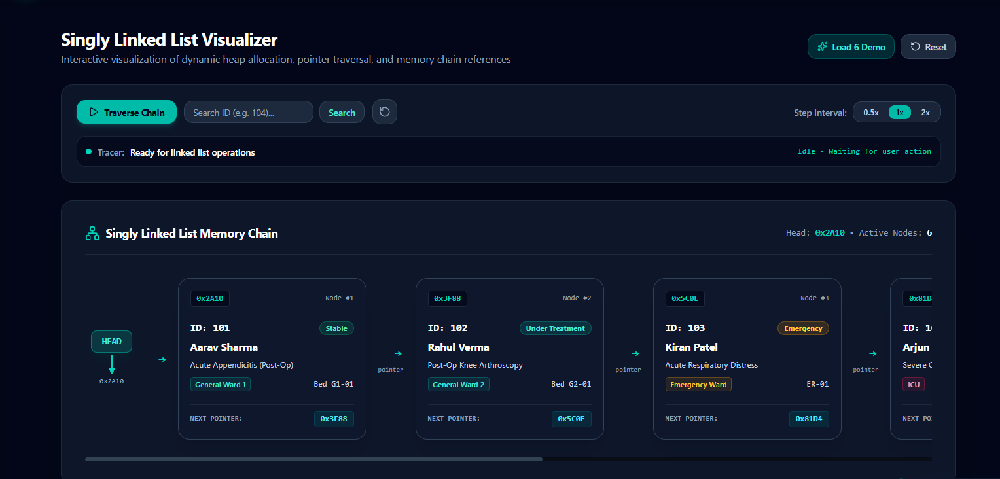 Singly Linked List Visualizer
Interactive visualization of dynamic heap allocation, pointer traversal, and memory chain references
Load 6 Demo
Reset
Traverse Chain
Search ID (e.g. 104)...
Search
Step Interval:
0.5x
1x
2x
Tracer: Ready for linked list operations
Idle - Waiting for user action
Singly Linked List Memory Chain
Head: 0x2A10 • Active Nodes: 6
HEAD
0x2A10
0x2A10
Node #1
ID: 101
Stable
Aarav Sharma
Acute Appendicitis (Post-Op)
General Ward 1
Bed G1-01
NEXT POINTER:
0x3F88
pointer
0x3F88
Node #2
ID: 102
Under Treatment
Rahul Verma
Post-Op Knee Arthroscopy
General Ward 2
Bed G2-01
NEXT POINTER:
0x5C0E
pointer
0x5C0E
Node #3
ID: 103
Emergency
Kiran Patel
Acute Respiratory Distress
Emergency Ward
ER-01
NEXT POINTER:
0x81D4
pointer
0x81D
ID: 1
Arjun
Severe
ICU
NEXT PO